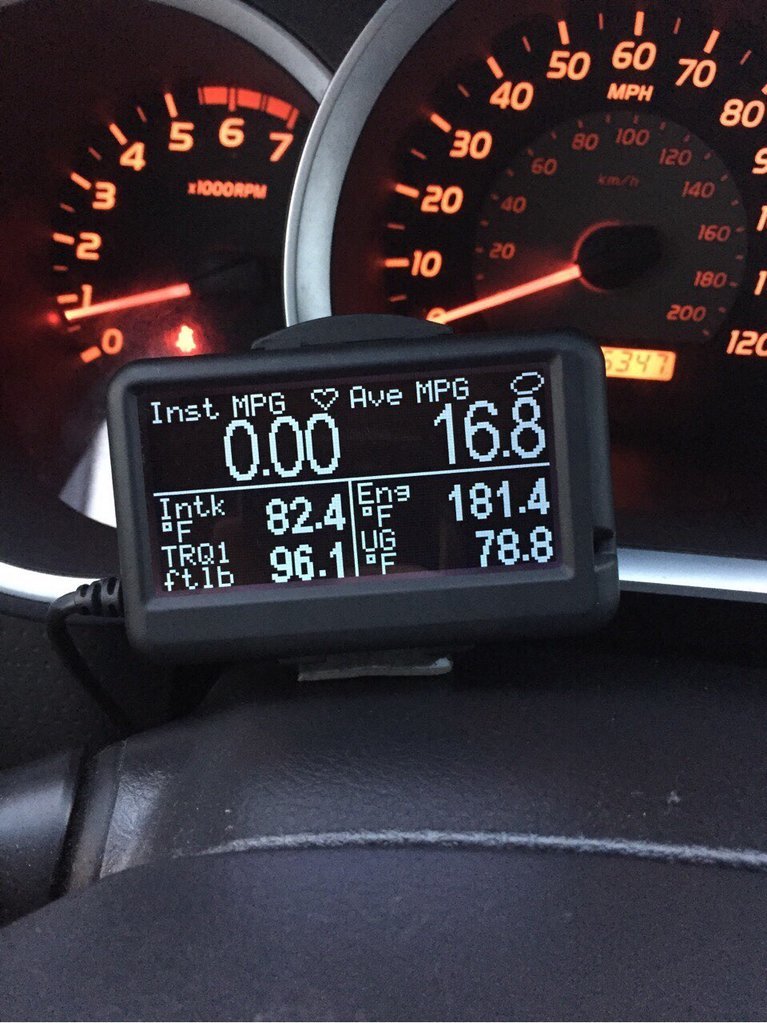 50 60 70
40 MPH 80
30
20
10
0
80 100 120
60 km/h 140
40 160
20 180
200
120
5 6 7
4
3 x1000RPM
2
1
0
6347
Inst MPG Ave MPG
0.00 16.8
Intk °F 82.4 Eng °F 181.4
TRQ1 ftlb 96.1 UG °F 78.8